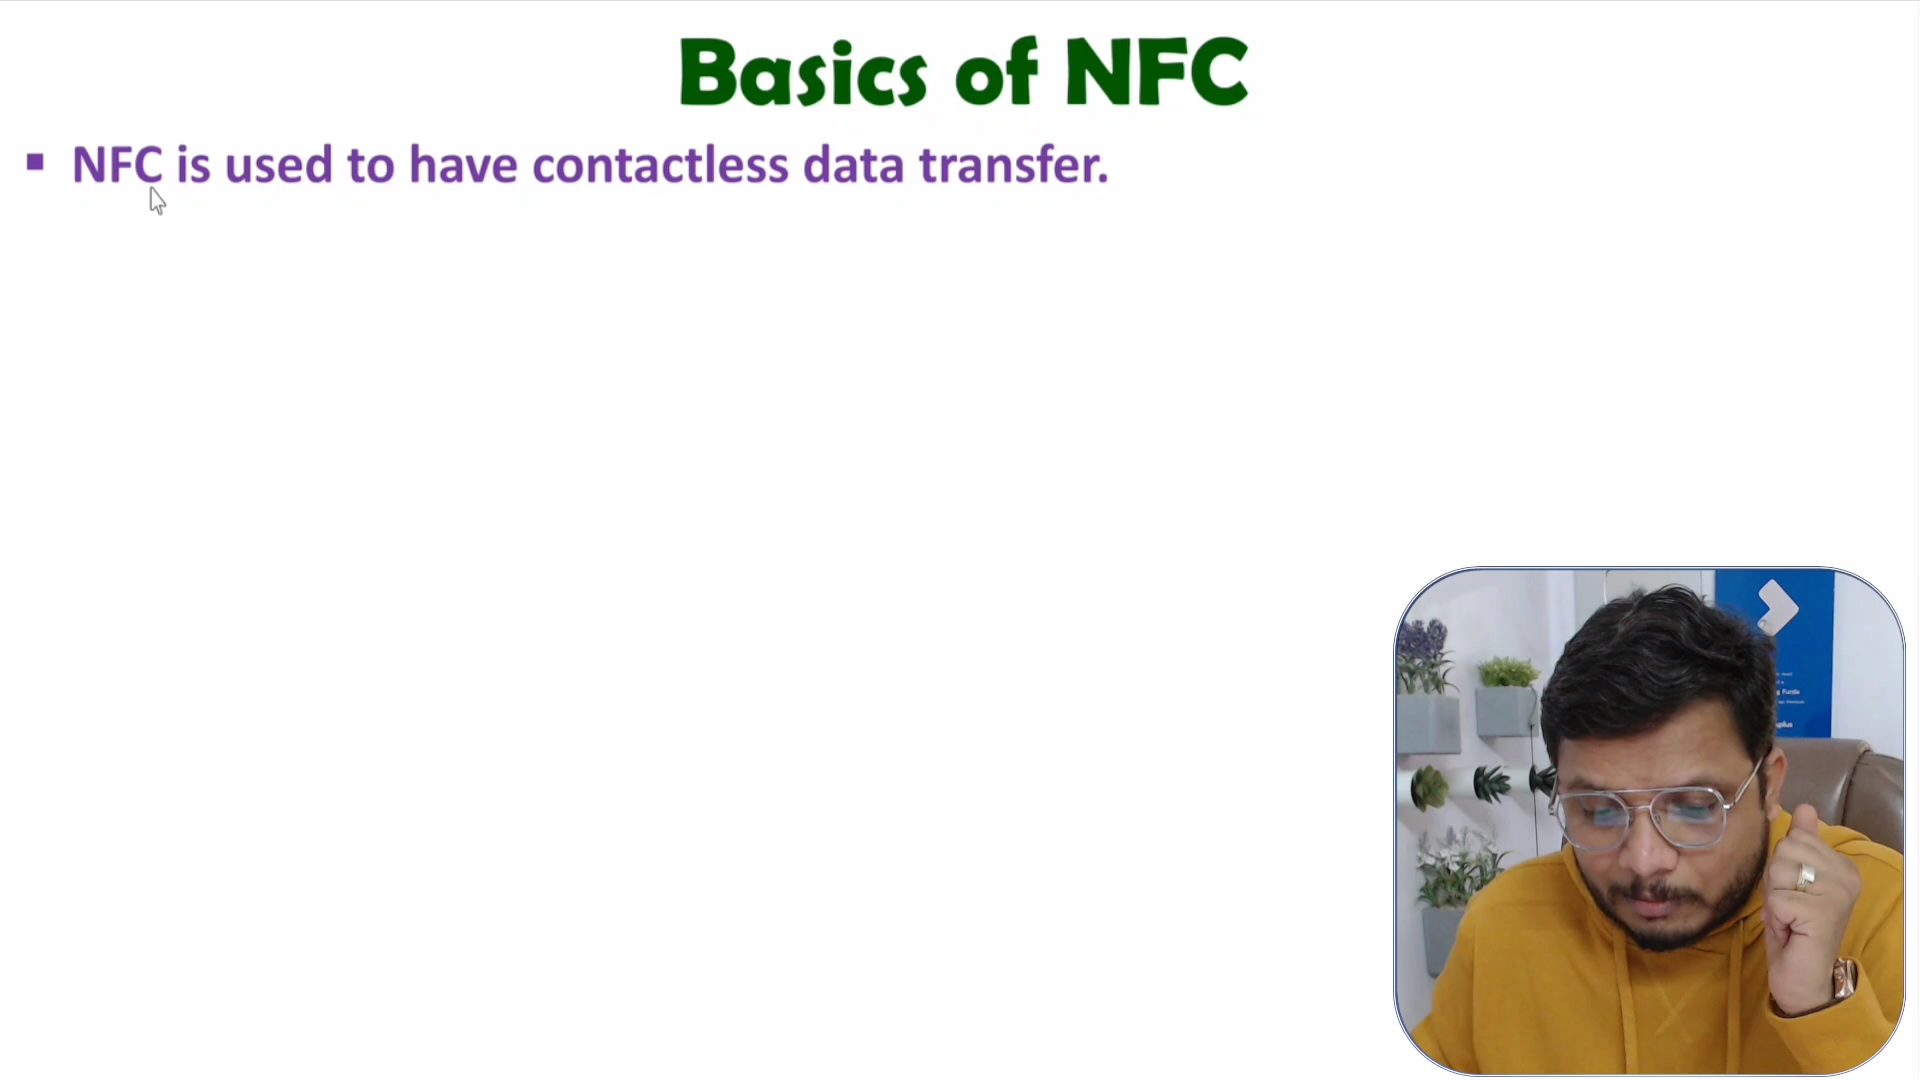 Basics of NFC
▪ NFC is used to have contactless data transfer.